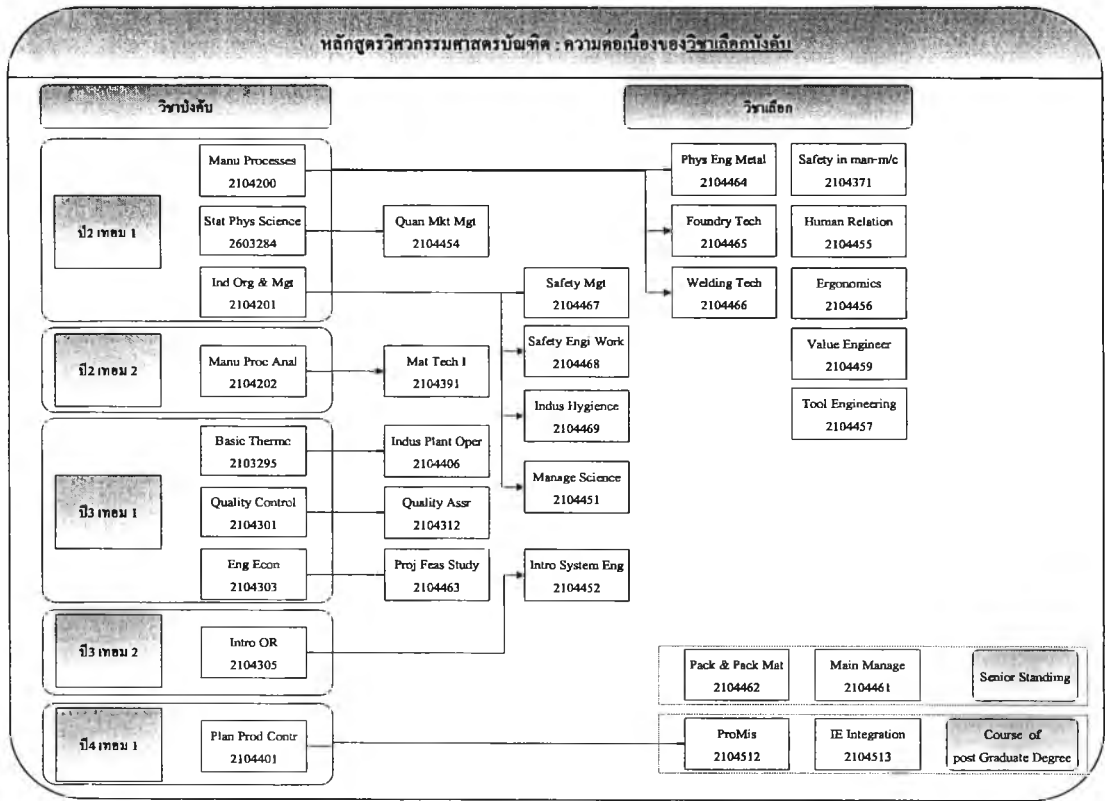 หลักสูตรวิศวกรรมศาสตรบัณฑิต : ความต่อเนื่องของวิชาเลือกบังคับ
วิชาบังคับ
วิชาเลือก
ปี2 เทอม 1
Manu Processes
2104200
Stat Phys Science
2603284
Ind Org & Mgt
2104201
Quan Mkt Mgt
2104454
Safety Mgt
2104467
Safety Engi Work
2104468
Indus Hygience
2104469
Manage Science
2104451
Phys Eng Metal
2104464
Foundry Tech
2104465
Welding Tech
2104466
Safety in man-m/c
2104371
Human Relation
2104455
Ergonomics
2104456
Value Engineer
2104459
Tool Engineering
2104457
ปี2 เทอม 2
Manu Proc Anal
2104202
Mat Tech I
2104391
ปี3 เทอม 1
Basic Thermc
2103295
Indus Plant Oper
2104406
Quality Control
2104301
Quality Assr
2104312
Eng Econ
2104303
Proj Feas Study
2104463
Intro System Eng
2104452
ปี3 เทอม 2
Intro OR
2104305
Pack & Pack Mat
2104462
Main Manage
2104461
Senior Standimg
ปี4 เทอม 1
Plan Prod Contr
2104401
ProMis
2104512
IE Integration
2104513
Course of
post Graduate Degree